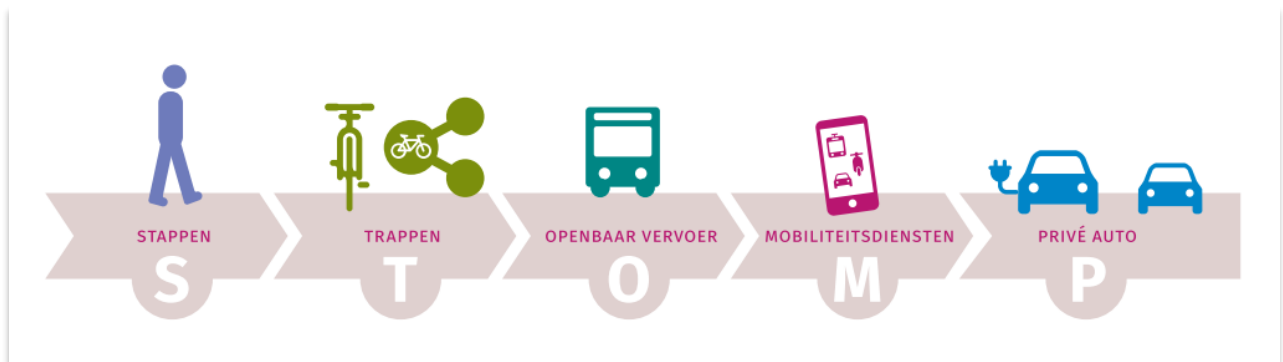 STAPPEN
TRAPPEN
OPENBAAR VERVOER
MOBILITEITSDIENSTEN
PRIVÉ AUTO
S
T
O
M
P